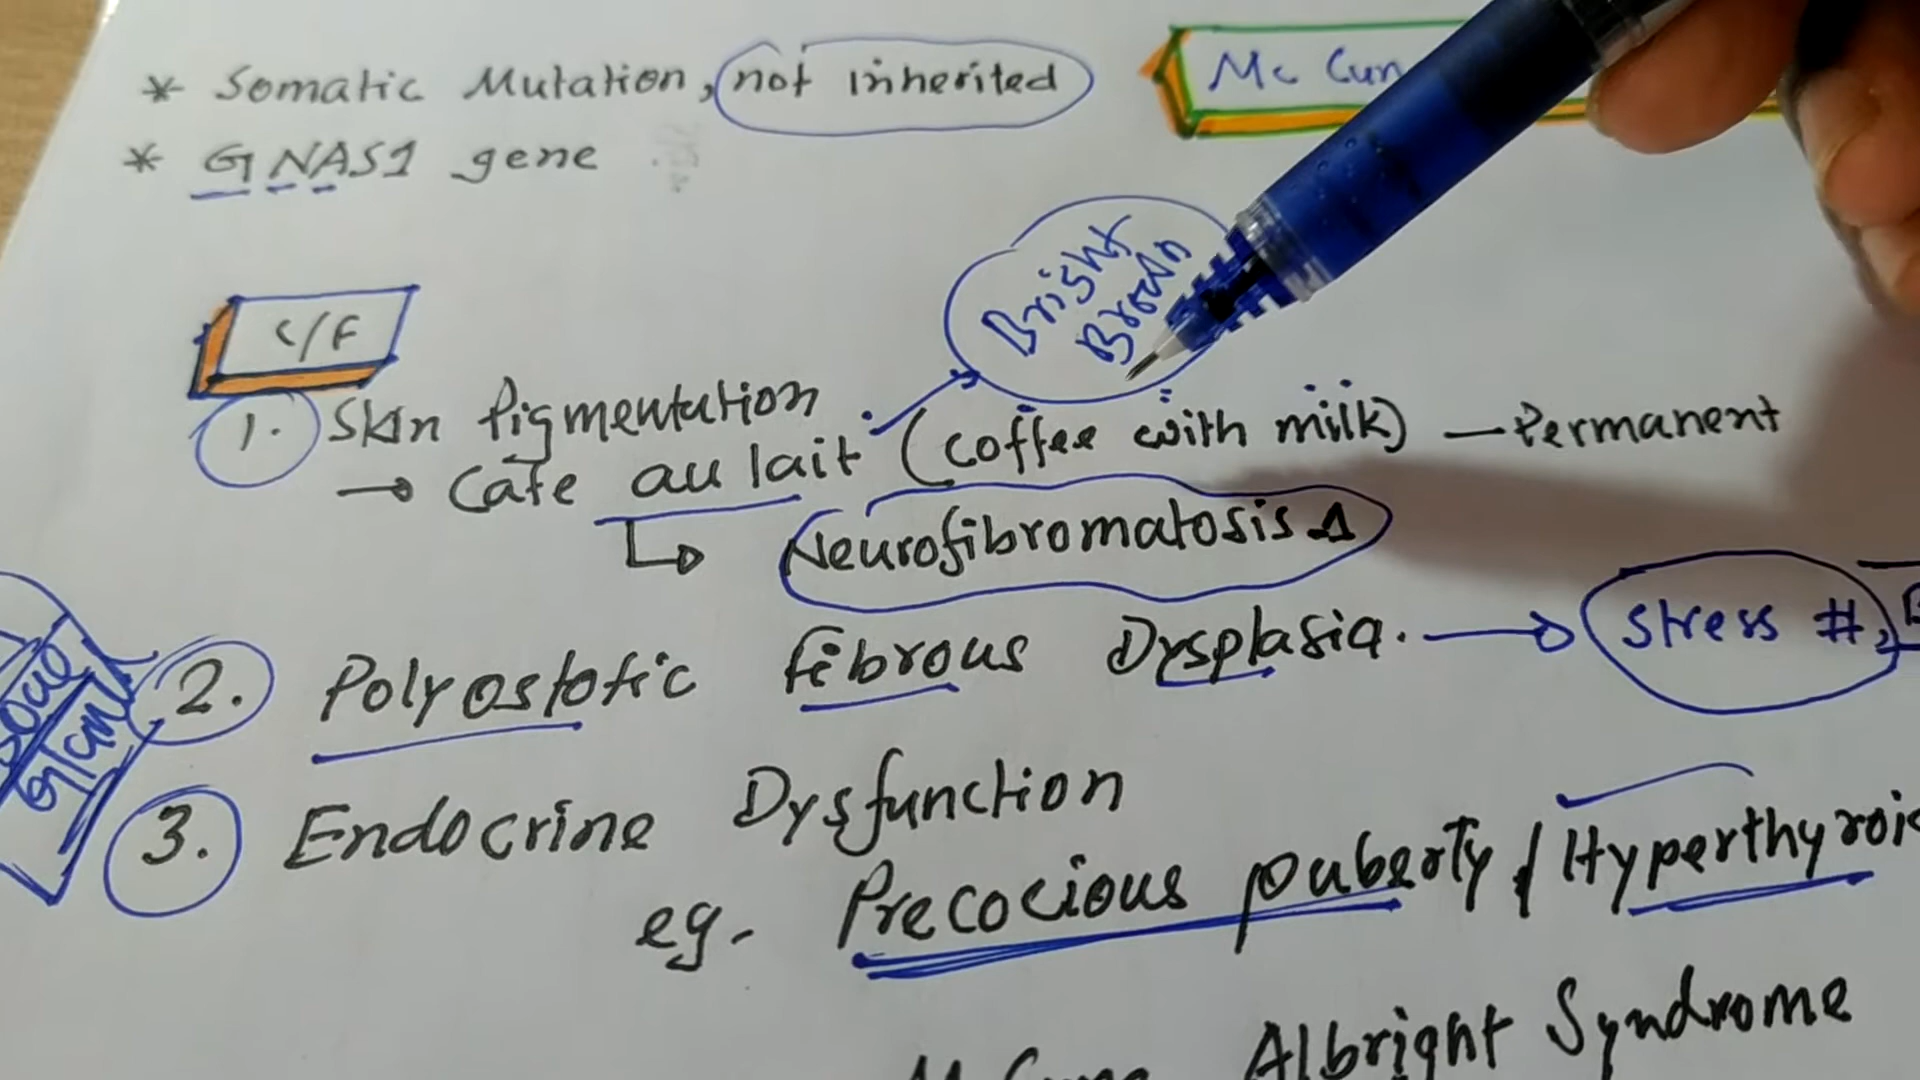 * Somatic Mutation, not inherited
Mc Cun
* GNAS1 gene
Bright
Brown
C/F
1. Skin Pigmentation
→ Cafe au lait (coffee with milk) — Permanent
Neurofibromatosis 1
2. Polyostotic fibrous Dysplasia. → Stress #,
3. Endocrine Dysfunction
eg. Precocious puberty / Hyperthyroid
Albright Syndrome